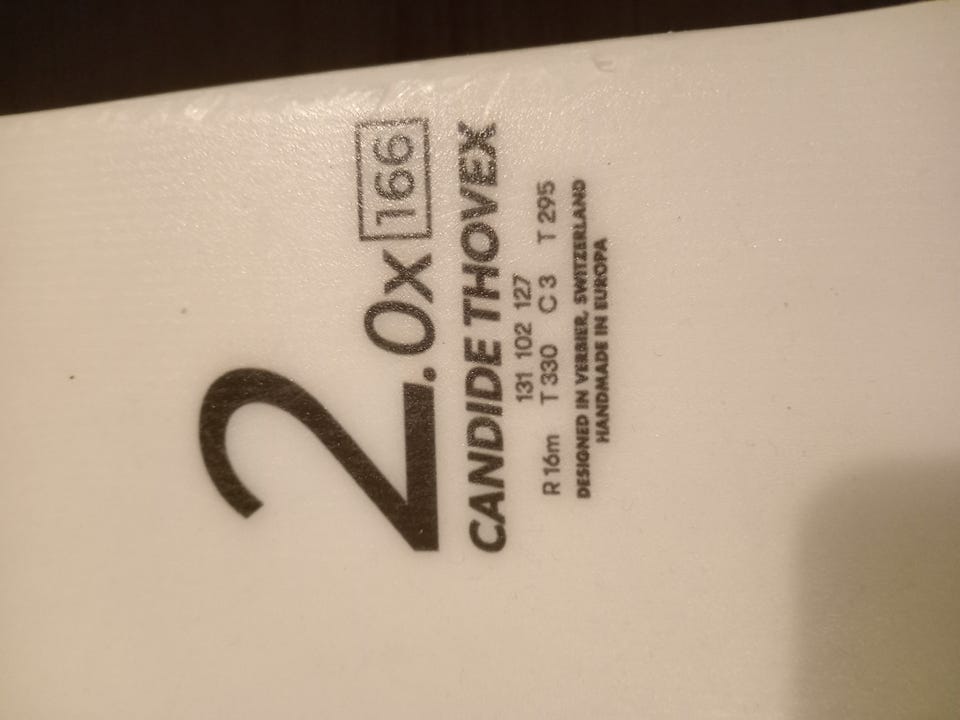 2.0x 166
CANDIDE THOVEX
131 102 127
R 16m T 330 C 3 T 295
DESIGNED IN VERBIER, SWITZERLAND
HANDMADE IN EUROPA